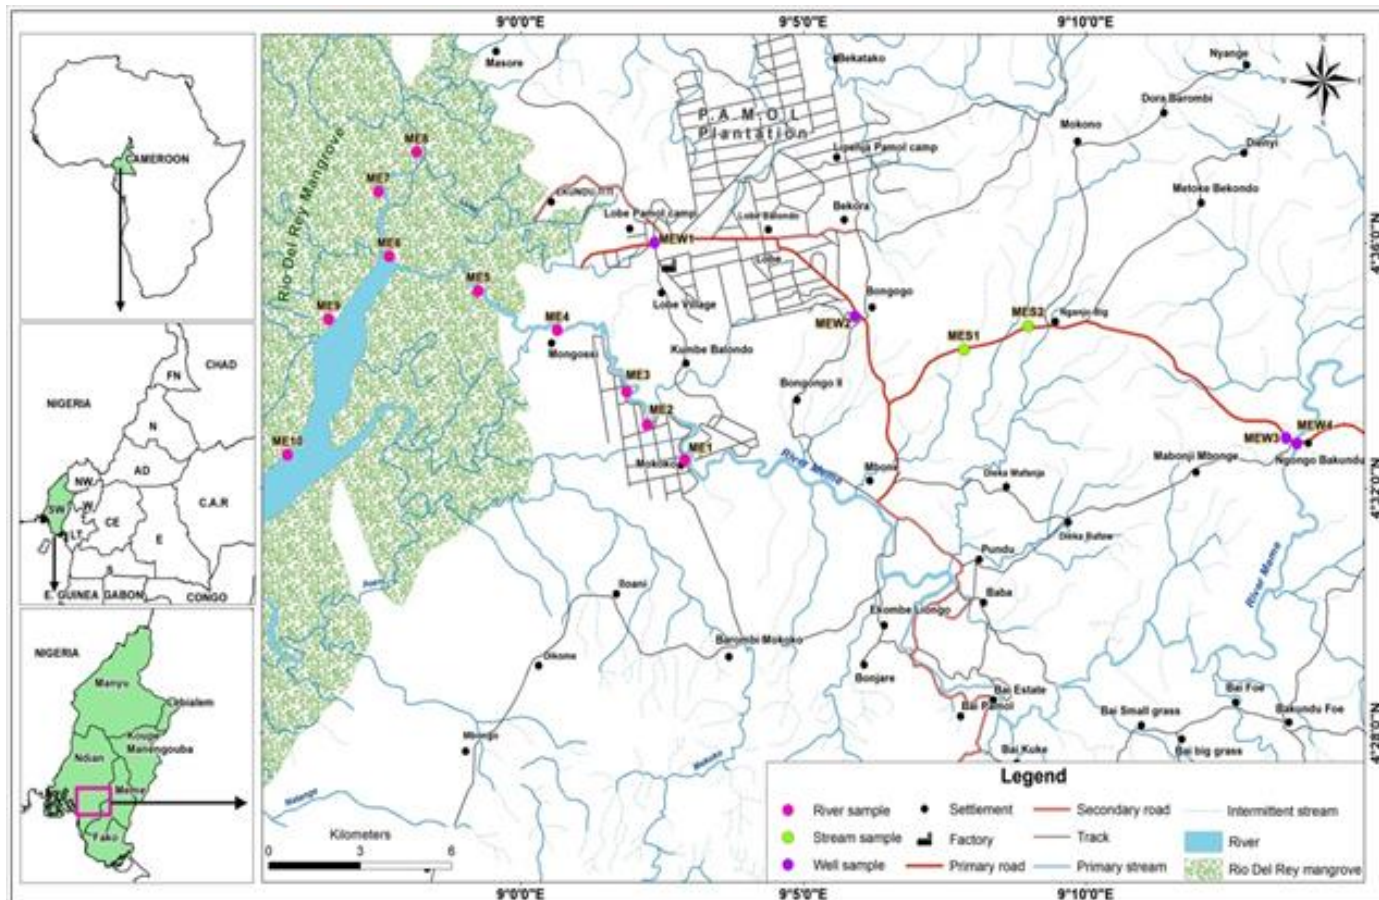 9°0'0"E
9°5'0"E
9°10'0"E
CAMEROON
CHAD
FN
NIGERIA
N
AD
NW
SW
W
C.A.R
CE
LT
E
S
E. GUINEA
GABON
CONGO
NIGERIA
Manyu
Lebialem
Manengouba
Ndian
Meme
Fako
Masore
Bekatako
Nyange
P.A.M.O.L
Plantation
Dora Barombi
Mokono
Rio Del Rey Mangrove
ME8
Lipenja Pamol camp
Dienyi
ME7
EKUNDU TITI
Metoke Bekondo
Lobe Pamol camp
Lobe Balondo
Bekora
MEW1
4°36'0"N
ME6
Lobe
ME5
Lobe Village
Bongogo
ME9
ME4
MEW2
MES2
Nganjo Big
MES1
Mongossi
Kumbe Balondo
ME3
Bongongo II
ME2
MEW3
MEW4
ME10
ME1
Mokoko
River Meme
Mbonge
Mabonji Mbonge
Ngongo Bakundu
4°32'0"N
Pundu
Iloani
Baba
River Meme
Ekombe Liongo
Barombi Mokoko
Dikome
Bonjare
Bai Estate
Bai Foe
Bai Pamol
Bai Small grass
Bakundu Foe
4°28'0"N
Mbongo
Bai Kuke
Bai big grass
Mokoko
Legend
River sample
Settlement
Secondary road
Intermittent stream
Stream sample
Factory
Track
River
Well sample
Primary road
Primary stream
Rio Del Rey mangrove
Kilometers
0 3 6
9°0'0"E
9°5'0"E
9°10'0"E